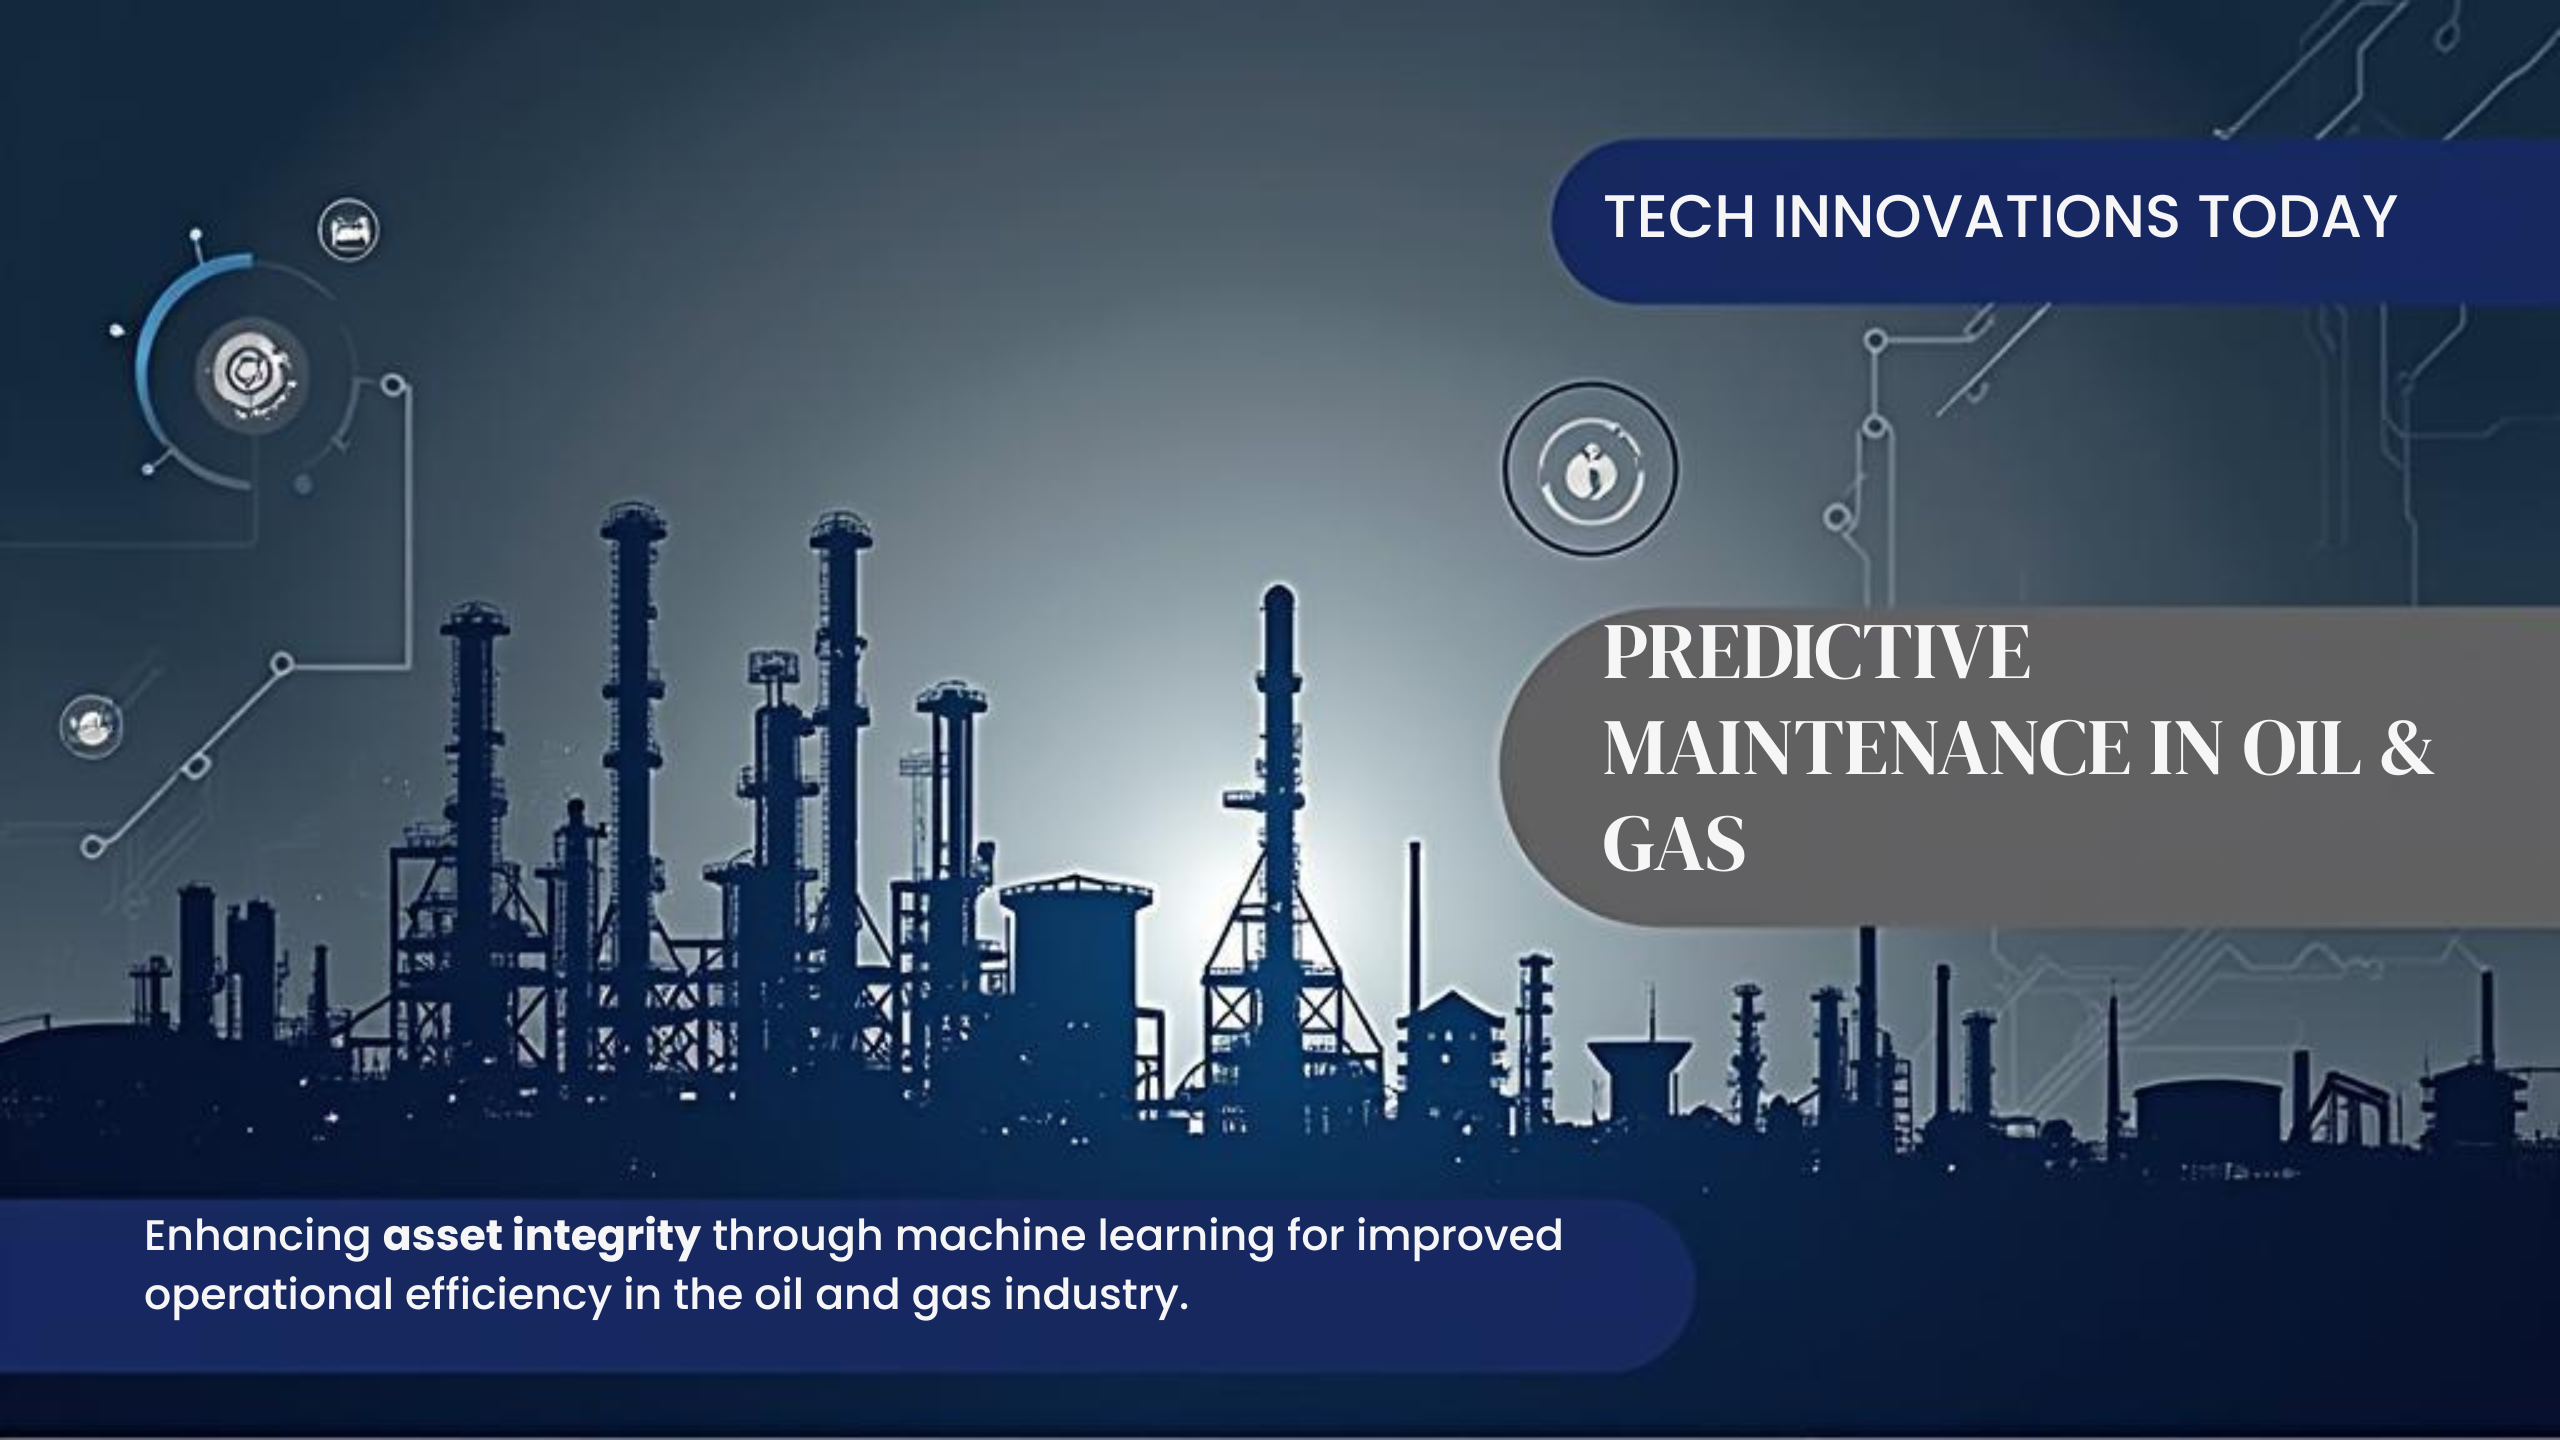 TECH INNOVATIONS TODAY
PREDICTIVE
MAINTENANCE IN OIL &
GAS
Enhancing asset integrity through machine learning for improved
operational efficiency in the oil and gas industry.